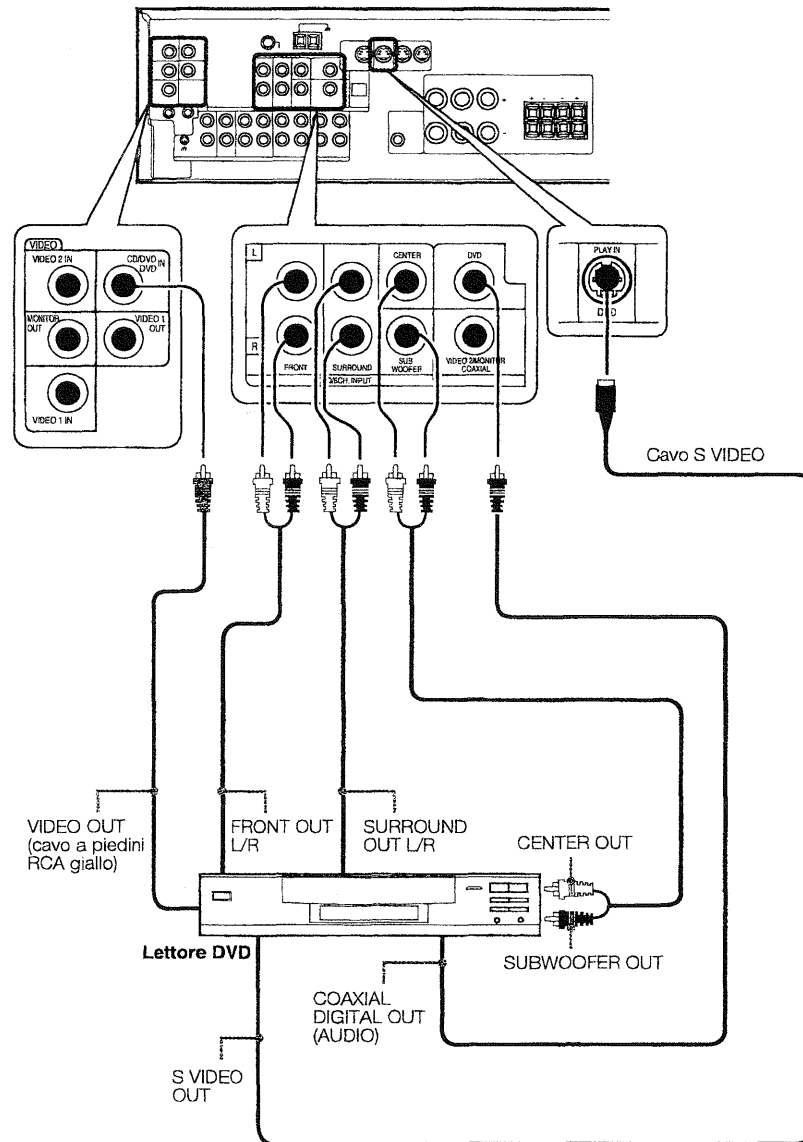 VIDEO
VIDEO 2 IN
CD/DVD
DVD IN
MONITOR
OUT
VIDEO 1
OUT
VIDEO 1 IN
L
CENTER
DVD
R
FRONT
SURROUND
SUB
WOOFER
VIDEO 2/MONITER
COAXIAL
INPUT
PLAY IN
Cavo S VIDEO
VIDEO OUT
(cavo a piedini
RCA giallo)
FRONT OUT
L/R
SURROUND
OUT L/R
CENTER OUT
Lettore DVD
SUBWOOFER OUT
COAXIAL
DIGITAL OUT
(AUDIO)
S VIDEO
OUT